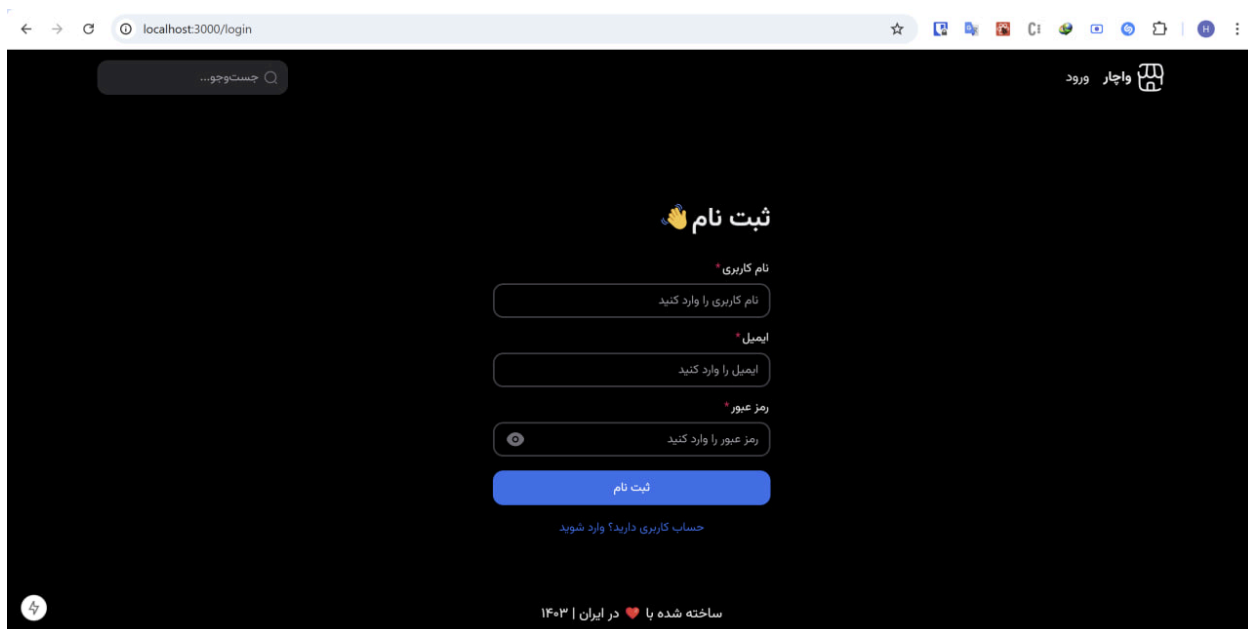 localhost:3000/login
H
واچار ورود
جست‌وجو...
ثبت نام👋
نام کاربری *
نام کاربری را وارد کنید
ایمیل *
ایمیل را وارد کنید
رمز عبور *
رمز عبور را وارد کنید
ثبت نام
حساب کاربری دارید؟ وارد شوید
ساخته شده با ❤️ در ایران | ۱۴۰۳